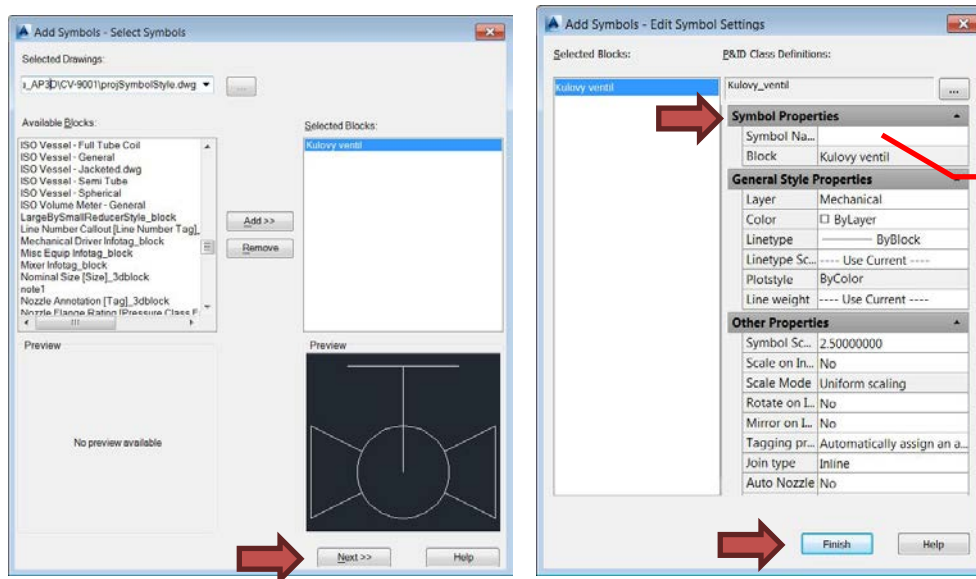 Add Symbols - Select Symbols
Selected Drawings:
_AP3D\CV-9001\projSymbolStyle.dwg
...
Available Blocks:
Selected Blocks:
ISO Vessel - Full Tube Coil
ISO Vessel - General
ISO Vessel - Jacketed.dwg
ISO Vessel - Semi Tube
ISO Vessel - Spherical
ISO Volume Meter - General
LargeBySmallReducerStyle_block
Line Number Callout [Line Number Tag]_
Mechanical Driver Infotag_block
Misc Equip Infotag_block
Mixer Infotag_block
Nominal Size [Size]_3dblock
note1
Nozzle Annotation [Tag]_3dblock
Nozzle Flange Rating [Pressure Class F
Kulovy ventil
Add >>
Remove
Preview
No preview available
Preview
Next >>
Help
Add Symbols - Edit Symbol Settings
Selected Blocks:
P&ID Class Definitions:
Kulovy ventil
Kulovy_ventil
...
Symbol Properties
Symbol Na...
Block Kulovy ventil
General Style Properties
Layer Mechanical
Color ByLayer
Linetype ByBlock
Linetype Sc... ---- Use Current ----
Plotstyle ByColor
Line weight ---- Use Current ----
Other Properties
Symbol Sc... 2.50000000
Scale on In... No
Scale Mode Uniform scaling
Rotate on I... No
Mirror on I... No
Tagging pr... Automatically assign an a...
Join type Inline
Auto Nozzle No
Finish
Help